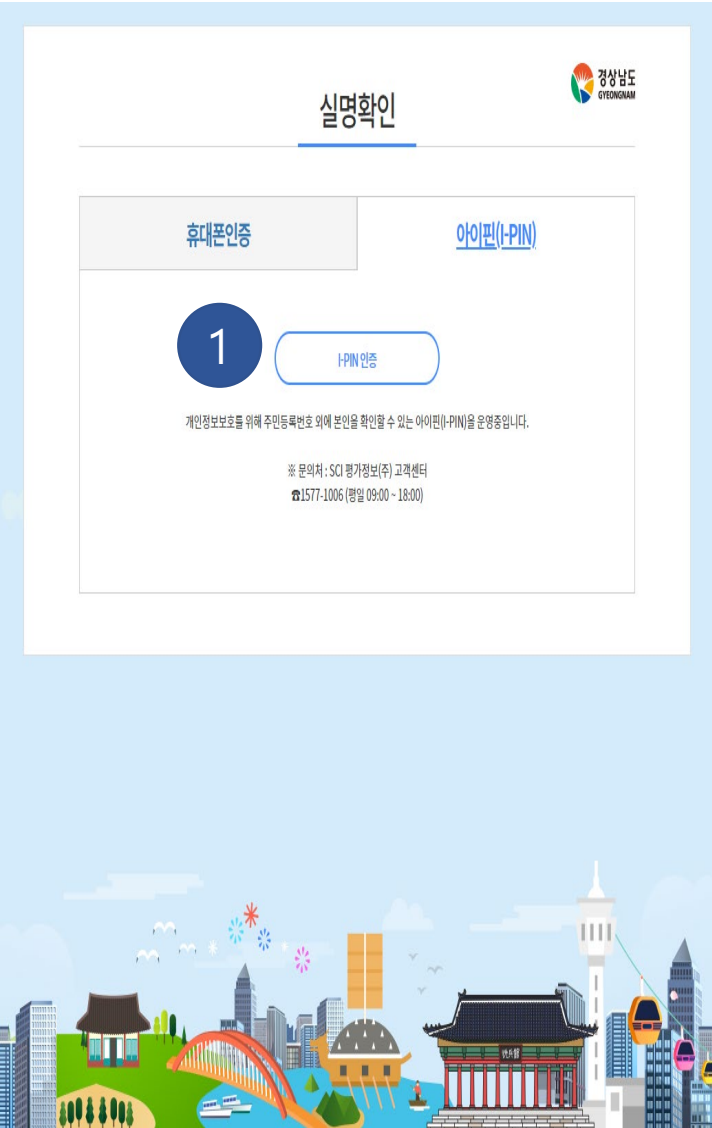 경상남도
GYEONGNAM
실명확인
휴대폰인증
아이핀(I-PIN)
1
I-PIN 인증
개인정보보호를 위해 주민등록번호 외에 본인을 확인할 수 있는 아이핀(I-PIN)을 운영중입니다.
※ 문의처 : SCI 평가정보(주) 고객센터
☎1577-1006 (평일 09:00 ~ 18:00)